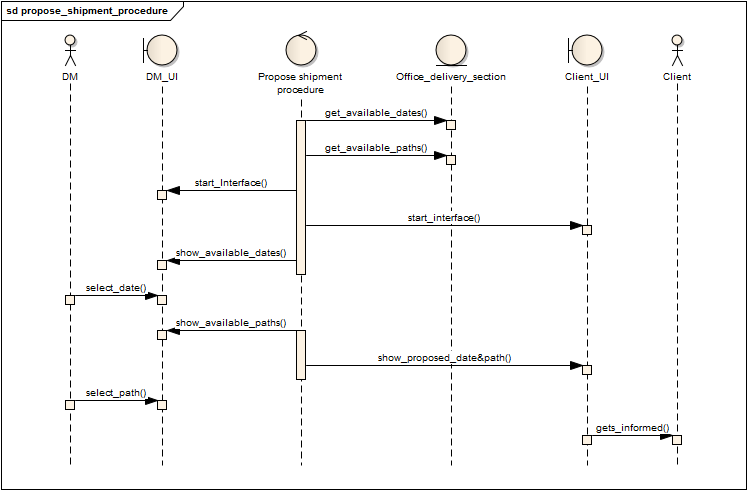 sd propose_shipment_procedure
DM
DM_UI
Propose shipment
procedure
Office_delivery_section
Client_UI
Client
get_available_dates()
get_available_paths()
start_Interface()
start_interface()
show_available_dates()
select_date()
show_available_paths()
show_proposed_date&path()
select_path()
gets_informed()